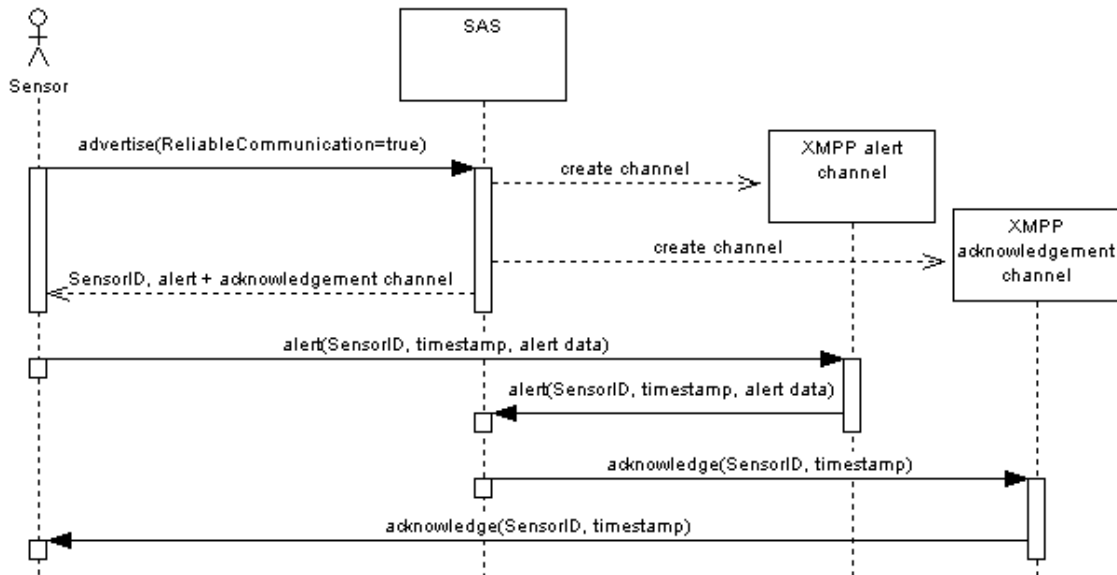 SAS
Sensor
advertise(ReliableCommunication=true)
XMPP alert
channel
create channel
XMPP
acknowledgement
channel
create channel
SensorID, alert + acknowledgement channel
alert(SensorID, timestamp, alert data)
alert(SensorID, timestamp, alert data)
acknowledge(SensorID, timestamp)
acknowledge(SensorID, timestamp)